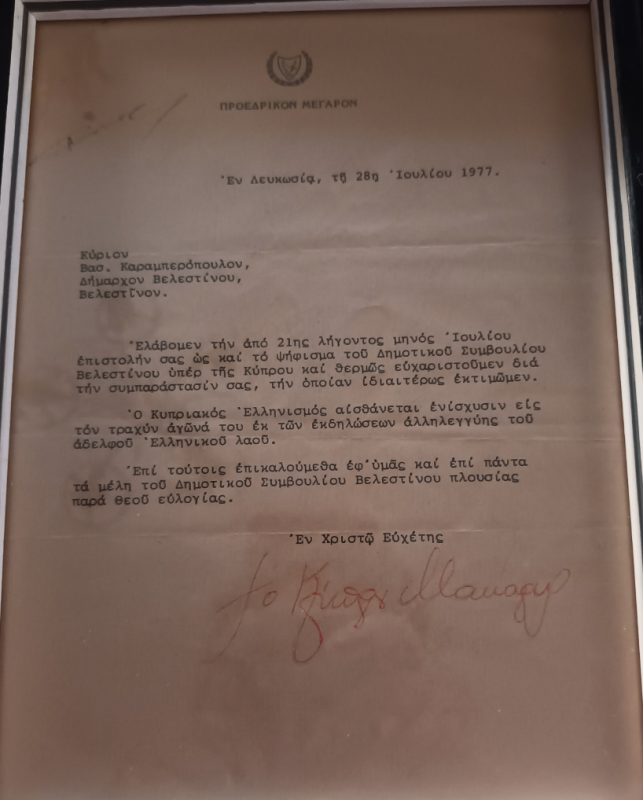 ΠΡΟΕΔΡΙΚΟΝ ΜΕΓΑΡΟΝ
Ἐν Λευκωσίᾳ, τῇ 28η Ἰουλίου 1977.
Κύριον
Βασ. Καραμπερόπουλον,
Δήμαρχον Βελεστίνου,
Βελεστῖνον.
Ἐλάβομεν τήν ἀπό 21ης λήγοντος μηνός Ἰουλίου
ἐπιστολήν σας ὡς καί τό ψήφισμα τοῦ Δημοτικοῦ Συμβουλίου
Βελεστίνου ὑπέρ τῆς Κύπρου καί θερμῶς εὐχαριστοῦμεν διά
τήν συμπαράστασίν σας, τήν ὁποίαν ἰδιαιτέρως ἐκτιμῶμεν.
Ὁ Κυπριακός Ἑλληνισμός αἰσθάνεται ἐνίσχυσιν εἰς
τόν τραχύν ἀγῶνά του ἐκ τῶν ἐκδηλώσεων ἀλληλεγγύης τοῦ
ἀδελφοῦ Ἑλληνικοῦ λαοῦ.
Ἐπί τούτοις ἐπικαλούμεθα ἐφ' ὑμᾶς καί ἐπί πάντα
τά μέλη τοῦ Δημοτικοῦ Συμβουλίου Βελεστίνου πλουσίας
παρά Θεοῦ εὐλογίας.
Ἐν Χριστῷ Εὐχέτης
ὁ Κύπρου Μακάριος